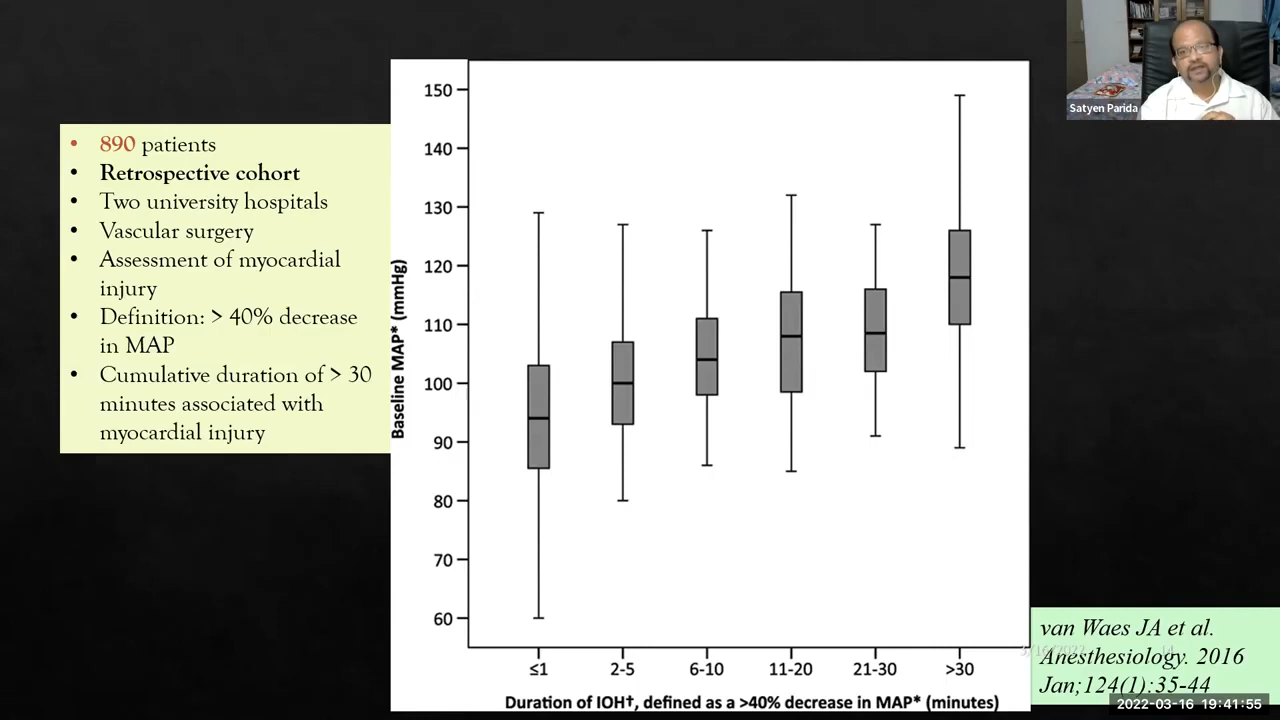 Satyen Parida
• 890 patients
• Retrospective cohort
• Two university hospitals
• Vascular surgery
• Assessment of myocardial
injury
• Definition: > 40% decrease
in MAP
• Cumulative duration of > 30
minutes associated with
myocardial injury
Baseline MAP* (mmHg)
150
140
130
120
110
100
90
80
70
60
≤1 2-5 6-10 11-20 21-30 >30
Duration of IOH†, defined as a >40% decrease in MAP* (minutes)
van Waes JA et al.
Anesthesiology. 2016
Jan;124(1):35-44
2022-03-16 19:41:55